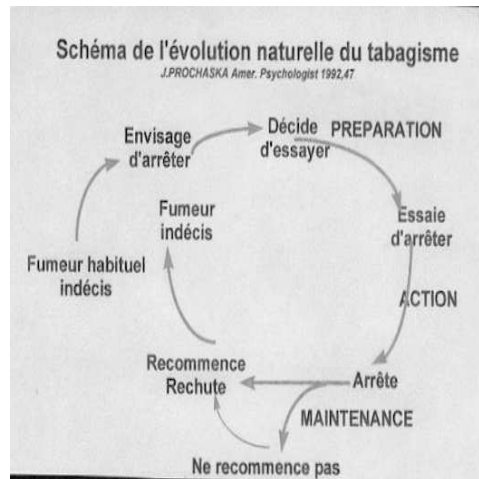 Schéma de l'évolution naturelle du tabagisme
J.PROCHASKA Amer. Psychologist 1992,47
Envisage
d'arrêter
Décide
d'essayer
PREPARATION
Fumeur
indécis
Essaie
d'arrêter
Fumeur habituel
indécis
ACTION
Recommence
Rechute
Arrête
MAINTENANCE
Ne recommence pas